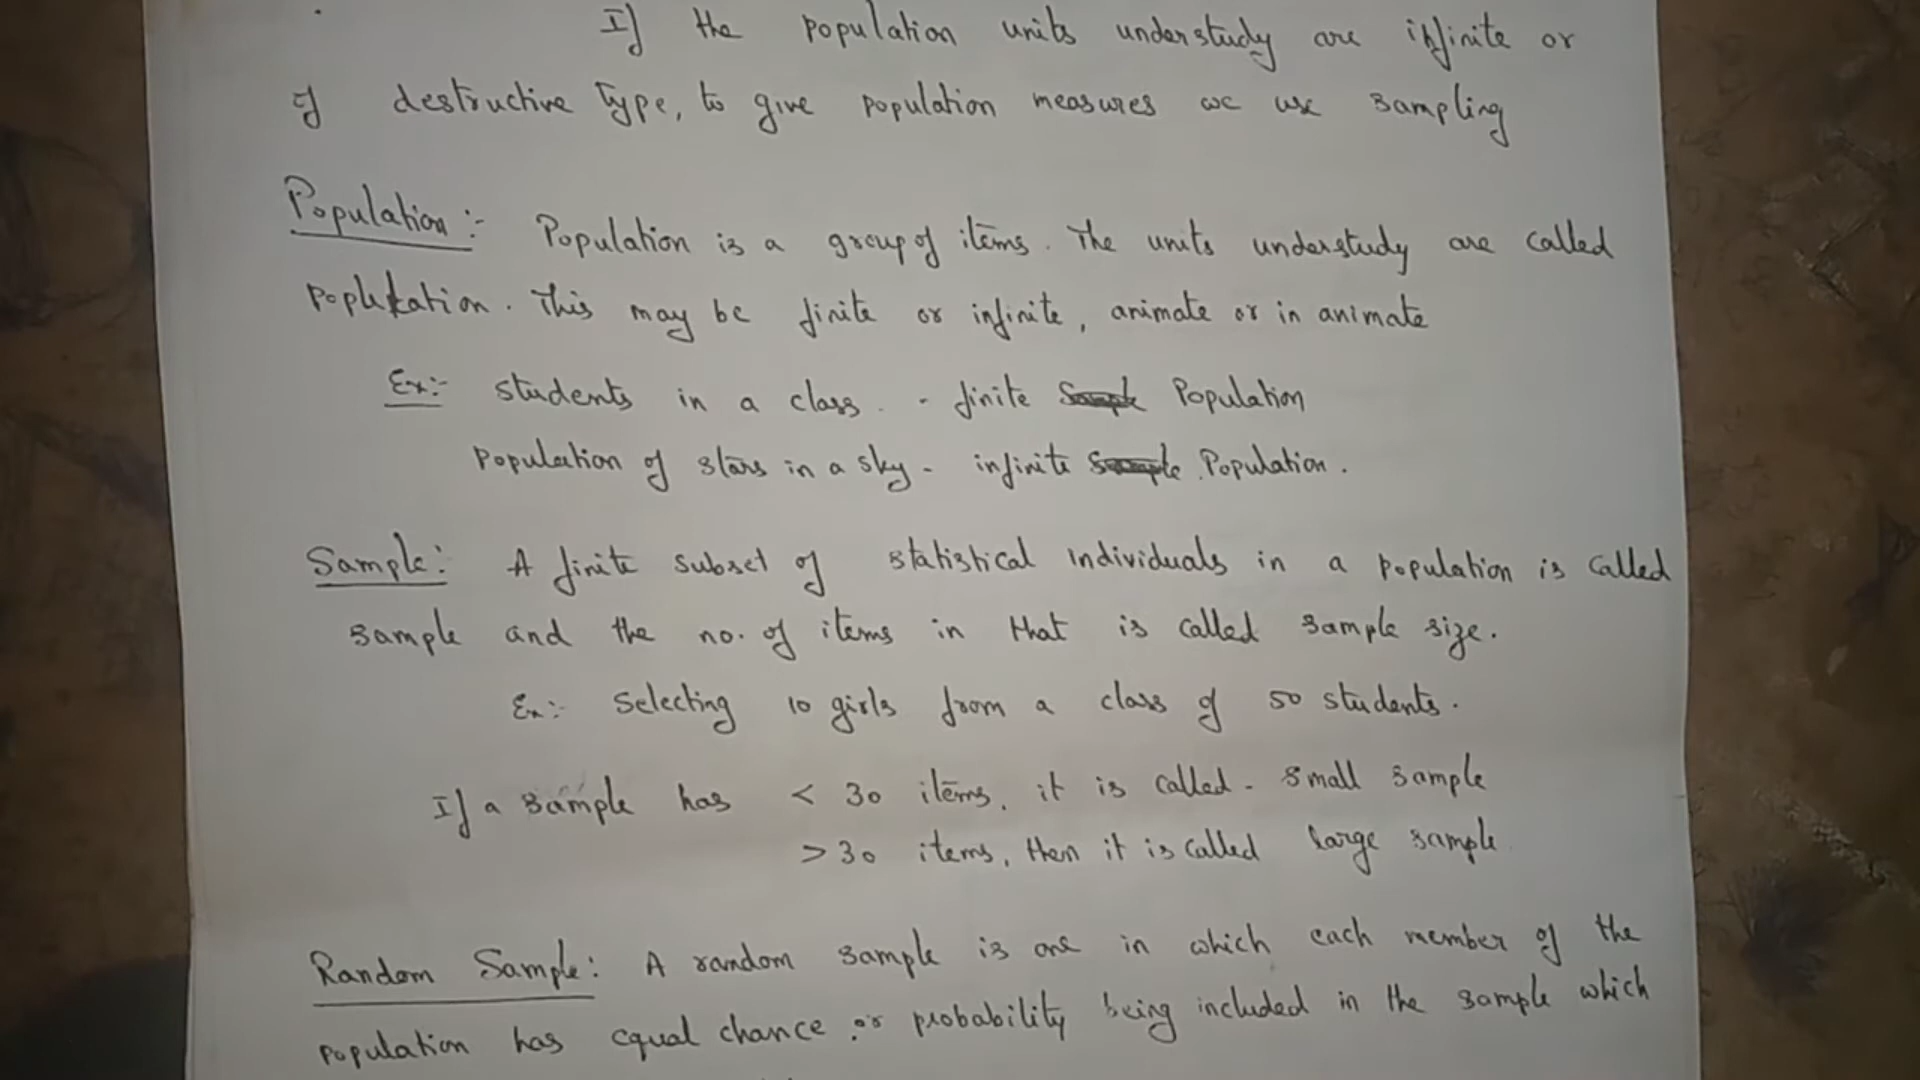 If the population units understudy are infinite or
of destructive Type, to give population measures we use sampling
Population :- Population is a group of items. The units understudy are called
Poplutation. This may be finite or infinite, animate or in animate
Ex:- students in a class. - finite Sample Population
Population of stars in a sky - infinite Sample Population.
Sample: A finite subset of statistical individuals in a population is called
sample and the no. of items in that is called sample size.
Ex:- Selecting 10 girls from a class of 50 students.
If a sample has < 30 items, it is called - small sample
> 30 items, then it is called large sample
Random Sample: A random sample is one in which each member of the
population has equal chance or probability being included in the sample which